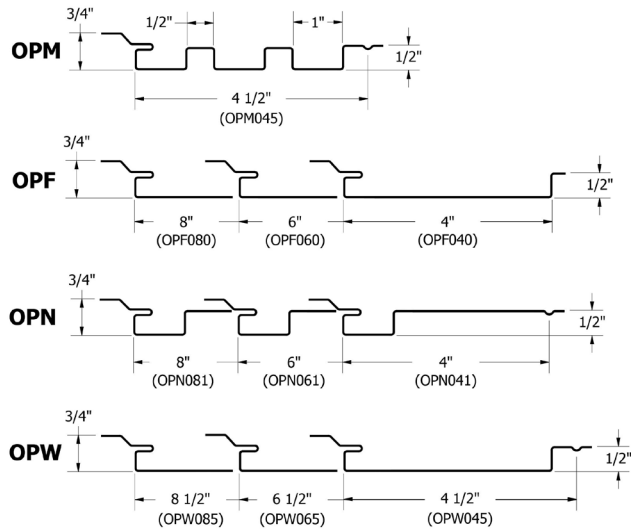 3/4" 1/2" 1"
OPM 1/2"
4 1/2"
(OPM045)
3/4"
OPF 1/2"
8" 6" 4"
(OPF080) (OPF060) (OPF040)
3/4"
OPN 1/2"
8" 6" 4"
(OPN081) (OPN061) (OPN041)
3/4"
OPW 1/2"
8 1/2" 6 1/2" 4 1/2"
(OPW085) (OPW065) (OPW045)